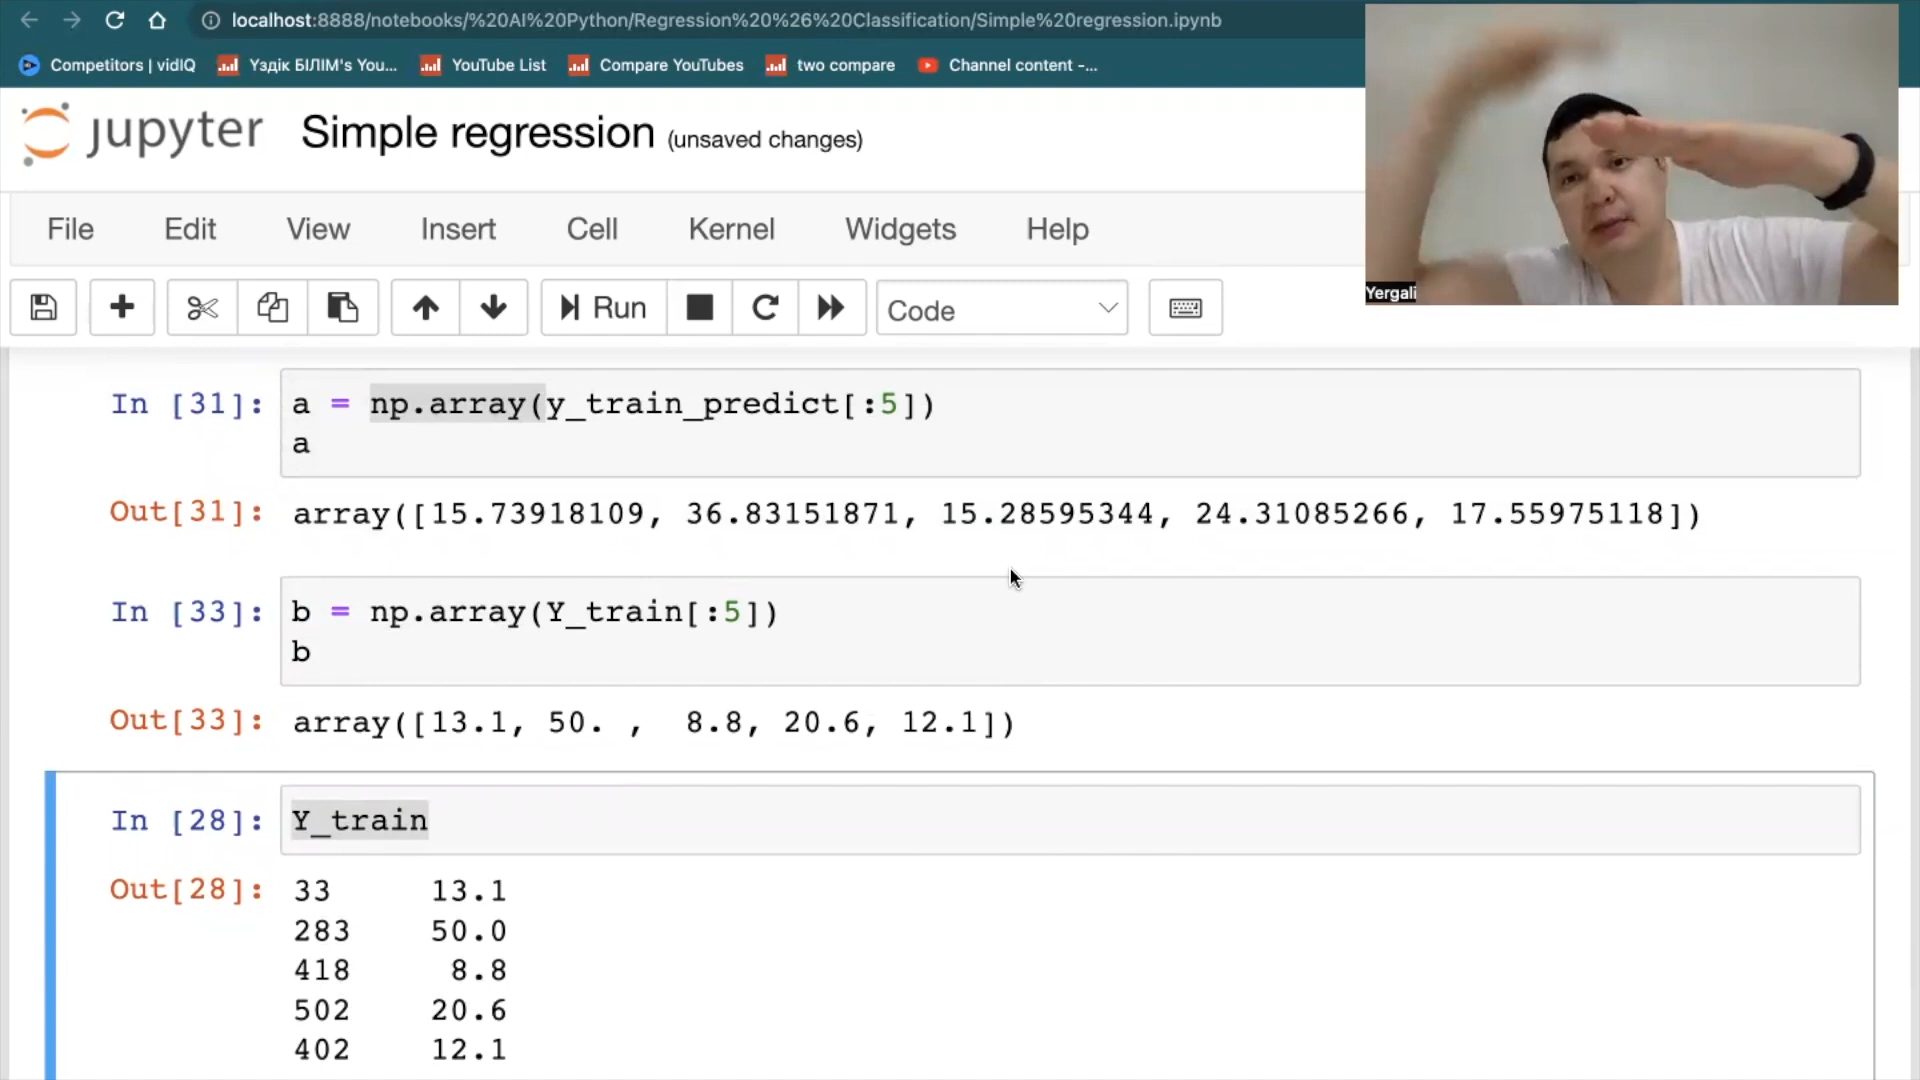 localhost:8888/notebooks/%20AI%20Python/Regression%20%26%20Classification/Simple%20regression.ipynb
Competitors | vidIQ Үздік БІЛІМ's You... YouTube List Compare YouTubes two compare Channel content -...
jupyter Simple regression (unsaved changes)
Yergali
File Edit View Insert Cell Kernel Widgets Help
Run Code
In [31]: a = np.array(y_train_predict[:5])
a
Out[31]: array([15.73918109, 36.83151871, 15.28595344, 24.31085266, 17.55975118])
In [33]: b = np.array(Y_train[:5])
b
Out[33]: array([13.1, 50. ,  8.8, 20.6, 12.1])
In [28]: Y_train
Out[28]: 33 13.1
283 50.0
418 8.8
502 20.6
402 12.1